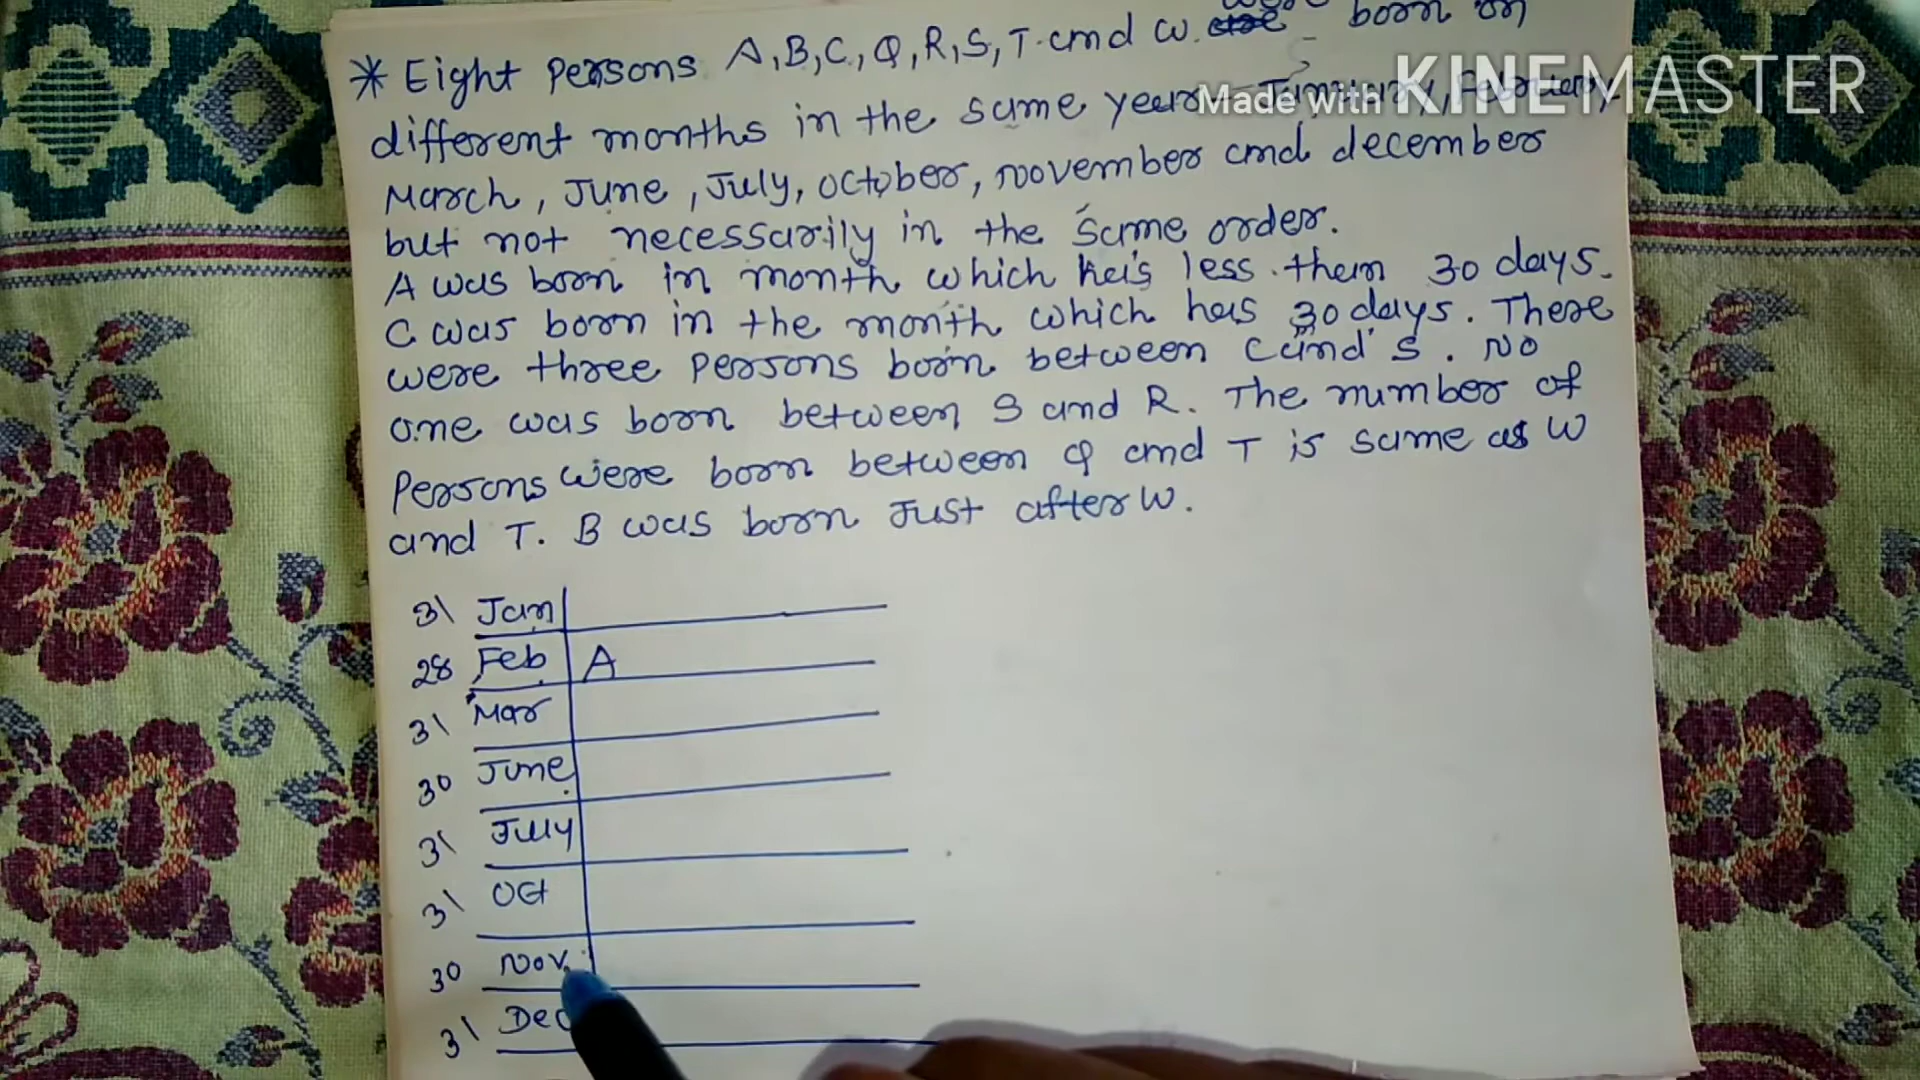 * Eight Persons A, B, C, Q, R, S, T. and W. were born on
different months in the same year - January, February,
March, June, July, October, november and december
but not necessarily in the same order.
A was born in month which has less than 30 days.
C was born in the month which has 30 days. There
were three Persons born between C and S. No
one was born between S and R. The number of
Persons were born between Q and T is same as W
and T. B was born Just after W.
Made with KINEMASTER
31 Jan
28 Feb A
31 Mar
30 June
31 July
31 Oct
30 Nov
31 Dec